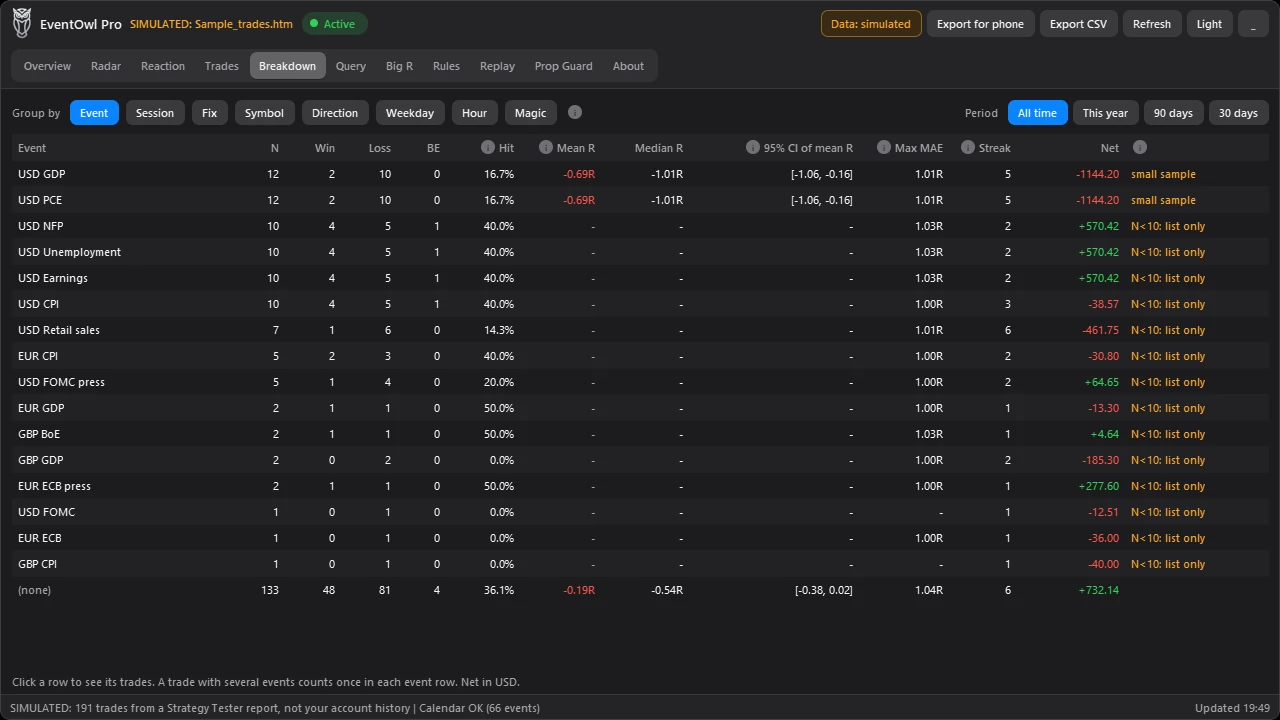 EventOwl Pro SIMULATED: Sample_trades.htm Active Data: simulated Export for phone Export CSV Refresh Light _
Overview Radar Reaction Trades Breakdown Query Big R Rules Replay Prop Guard About
Group by Event Session Fix Symbol Direction Weekday Hour Magic i Period All time This year 90 days 30 days
Event N Win Loss BE i Hit i Mean R Median R i 95% CI of mean R i Max MAE i Streak Net i
USD GDP 12 2 10 0 16.7% -0.69R -1.01R [-1.06, -0.16] 1.01R 5 -1144.20 small sample
USD PCE 12 2 10 0 16.7% -0.69R -1.01R [-1.06, -0.16] 1.01R 5 -1144.20 small sample
USD NFP 10 4 5 1 40.0% - - - 1.03R 2 +570.42 N<10: list only
USD Unemployment 10 4 5 1 40.0% - - - 1.03R 2 +570.42 N<10: list only
USD Earnings 10 4 5 1 40.0% - - - 1.03R 2 +570.42 N<10: list only
USD CPI 10 4 5 1 40.0% - - - 1.00R 3 -38.57 N<10: list only
USD Retail sales 7 1 6 0 14.3% - - - 1.01R 6 -461.75 N<10: list only
EUR CPI 5 2 3 0 40.0% - - - 1.00R 2 -30.80 N<10: list only
USD FOMC press 5 1 4 0 20.0% - - - 1.00R 2 +64.65 N<10: list only
EUR GDP 2 1 1 0 50.0% - - - 1.00R 1 -13.30 N<10: list only
GBP BoE 2 1 1 0 50.0% - - - 1.03R 1 +4.64 N<10: list only
GBP GDP 2 0 2 0 0.0% - - - 1.00R 2 -185.30 N<10: list only
EUR ECB press 2 1 1 0 50.0% - - - 1.00R 1 +277.60 N<10: list only
USD FOMC 1 0 1 0 0.0% - - - - 1 -12.51 N<10: list only
EUR ECB 1 0 1 0 0.0% - - - 1.00R 1 -36.00 N<10: list only
GBP CPI 1 0 1 0 0.0% - - - - 1 -40.00 N<10: list only
(none) 133 48 81 4 36.1% -0.19R -0.54R [-0.38, 0.02] 1.04R 6 +732.14
Click a row to see its trades. A trade with several events counts once in each event row. Net in USD.
SIMULATED: 191 trades from a Strategy Tester report, not your account history | Calendar OK (66 events) Updated 19:49